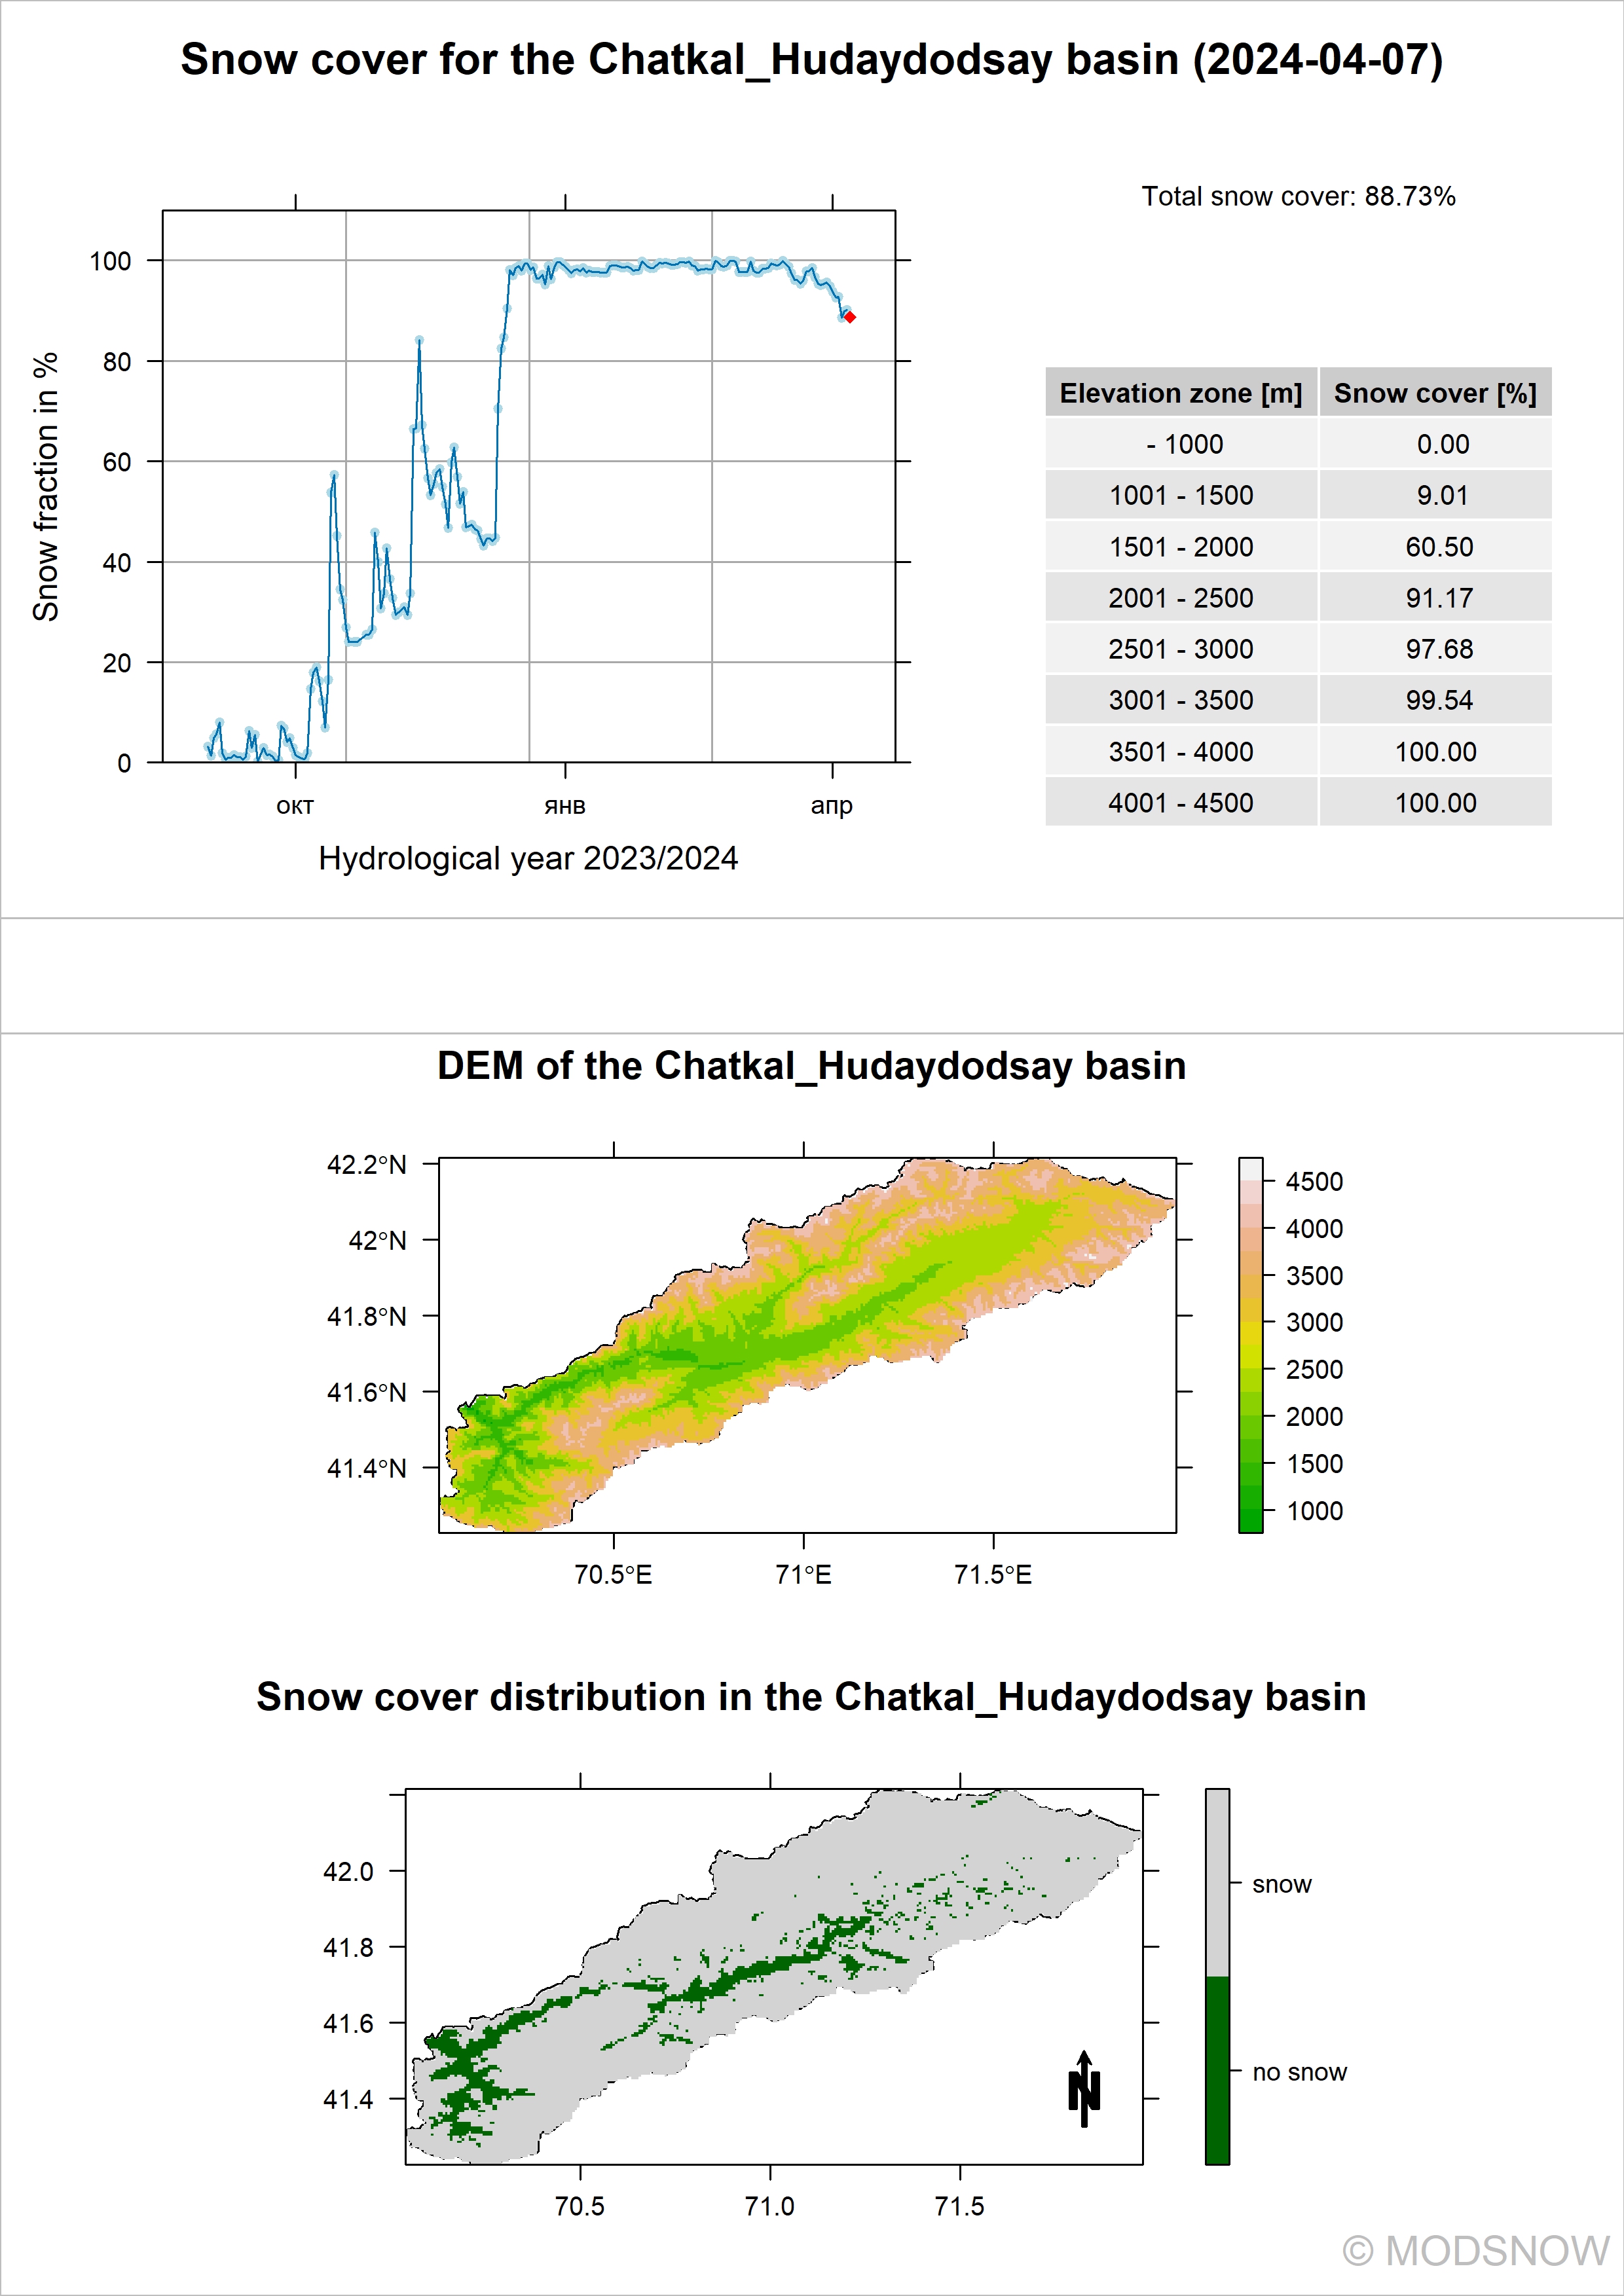 Snow cover for the Chatkal_Hudaydodsay basin (2024-04-07)
Total snow cover: 88.73%
Snow fraction in %
100
80
60
40
20
0
окт янв апр
Hydrological year 2023/2024
Elevation zone [m] Snow cover [%]
- 1000 0.00
1001 - 1500 9.01
1501 - 2000 60.50
2001 - 2500 91.17
2501 - 3000 97.68
3001 - 3500 99.54
3501 - 4000 100.00
4001 - 4500 100.00
DEM of the Chatkal_Hudaydodsay basin
42.2°N
42°N
41.8°N
41.6°N
41.4°N
70.5°E 71°E 71.5°E
4500
4000
3500
3000
2500
2000
1500
1000
Snow cover distribution in the Chatkal_Hudaydodsay basin
42.0
41.8
41.6
41.4
70.5 71.0 71.5
N
snow
no snow
© MODSNOW